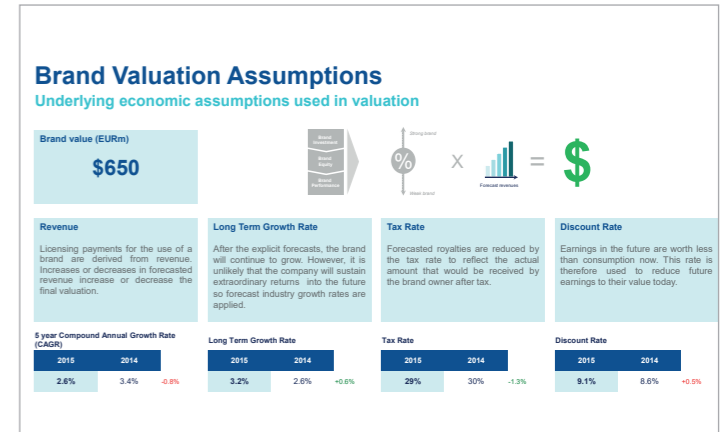 Brand Valuation Assumptions
Underlying economic assumptions used in valuation
Brand value (EURm)
$650
Brand
Investment
Brand
Equity
Brand
Performance
Strong brand
%
Weak brand
X
Forecast revenues
=
$
Revenue
Licensing payments for the use of a
brand are derived from revenue.
Increases or decreases in forecasted
revenue increase or decrease the
final valuation.
Long Term Growth Rate
After the explicit forecasts, the brand
will continue to grow. However, it is
unlikely that the company will sustain
extraordinary returns into the future
so forecast industry growth rates are
applied.
Tax Rate
Forecasted royalties are reduced by
the tax rate to reflect the actual
amount that would be received by
the brand owner after tax.
Discount Rate
Earnings in the future are worth less
than consumption now. This rate is
therefore used to reduce future
earnings to their value today.
5 year Compound Annual Growth Rate
(CAGR)
2015 2014
2.6% 3.4% -0.8%
Long Term Growth Rate
2015 2014
3.2% 2.6% +0.6%
Tax Rate
2015 2014
29% 30% -1.3%
Discount Rate
2015 2014
9.1% 8.6% +0.5%